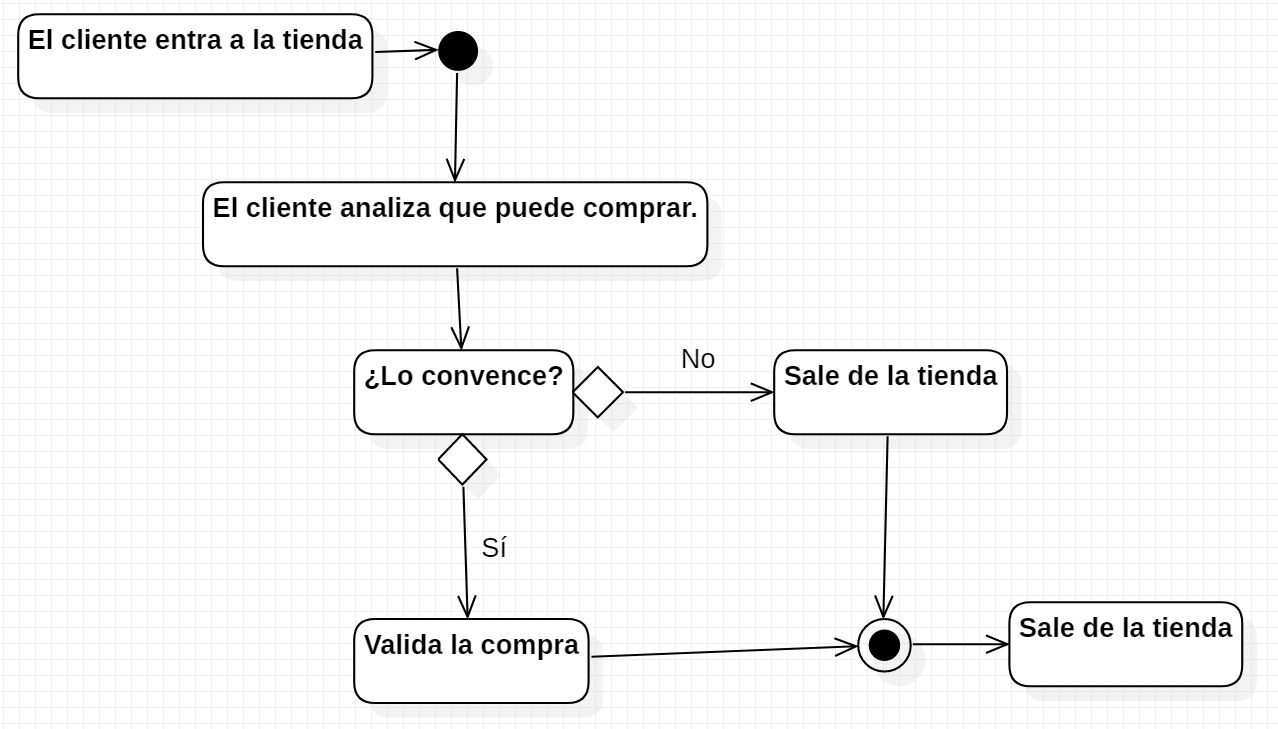 El cliente entra a la tienda
El cliente analiza que puede comprar.
¿Lo convence?
No
Sale de la tienda
Sí
Valida la compra
Sale de la tienda